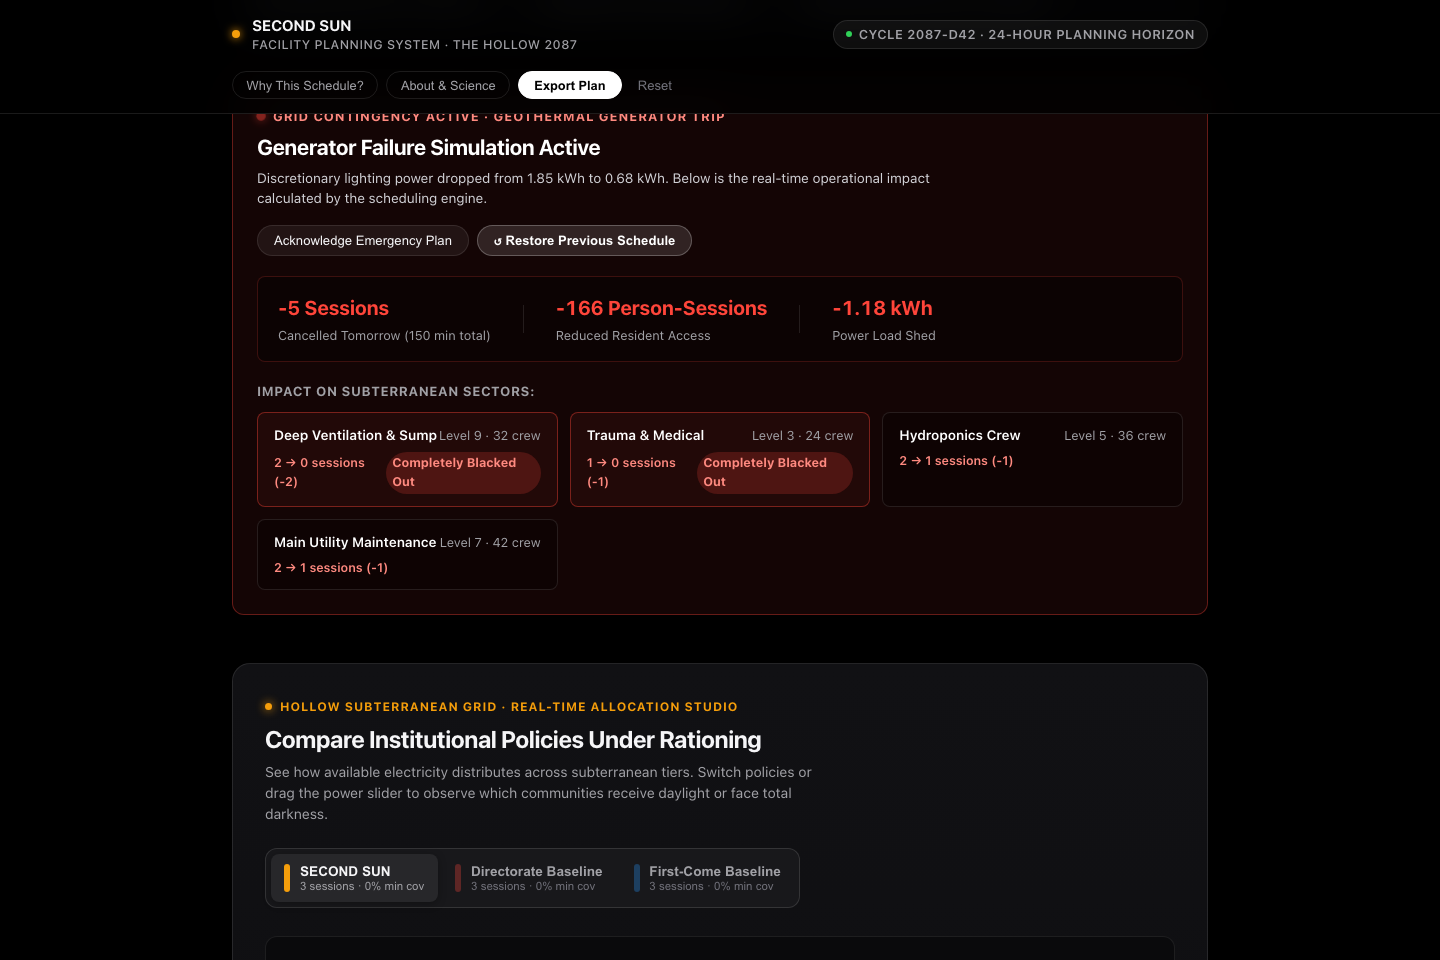 SECOND SUN
FACILITY PLANNING SYSTEM · THE HOLLOW 2087
CYCLE 2087-D42 · 24-HOUR PLANNING HORIZON
Why This Schedule?
About & Science
Export Plan
Reset
GRID CONTINGENCY ACTIVE · GEOTHERMAL GENERATOR TRIP
Generator Failure Simulation Active
Discretionary lighting power dropped from 1.85 kWh to 0.68 kWh. Below is the real-time operational impact
calculated by the scheduling engine.
Acknowledge Emergency Plan
↺ Restore Previous Schedule
-5 Sessions
Cancelled Tomorrow (150 min total)
-166 Person-Sessions
Reduced Resident Access
-1.18 kWh
Power Load Shed
IMPACT ON SUBTERRANEAN SECTORS:
Deep Ventilation & Sump Level 9 · 32 crew
2 → 0 sessions
(-2)
Completely Blacked
Out
Trauma & Medical Level 3 · 24 crew
1 → 0 sessions
(-1)
Completely Blacked
Out
Hydroponics Crew Level 5 · 36 crew
2 → 1 sessions (-1)
Main Utility Maintenance Level 7 · 42 crew
2 → 1 sessions (-1)
HOLLOW SUBTERRANEAN GRID · REAL-TIME ALLOCATION STUDIO
Compare Institutional Policies Under Rationing
See how available electricity distributes across subterranean tiers. Switch policies or
drag the power slider to observe which communities receive daylight or face total
darkness.
SECOND SUN
3 sessions · 0% min cov
Directorate Baseline
3 sessions · 0% min cov
First-Come Baseline
3 sessions · 0% min cov